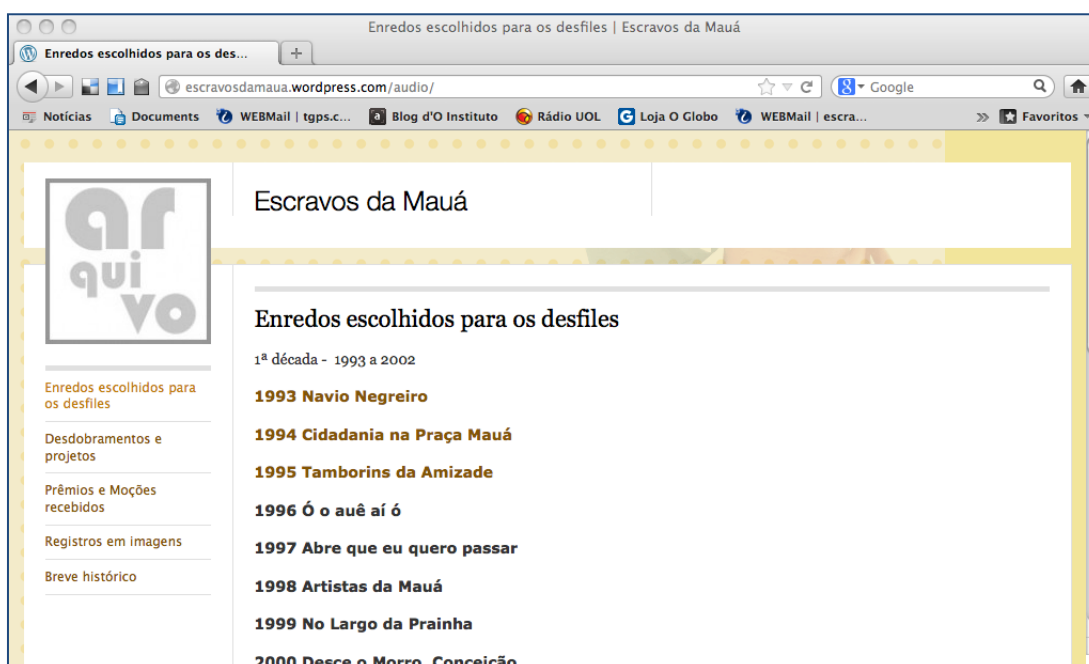 Enredos escolhidos para os desfiles | Escravos da Mauá
Enredos escolhidos para os des...
escravosdamaua.wordpress.com/audio/
Google
Notícias Documents WEBMail | tgps.c... Blog d'O Instituto Rádio UOL Loja O Globo WEBMail | escra... » Favoritos
Escravos da Mauá
ar
qui
vo
Enredos escolhidos para os desfiles
1ª década - 1993 a 2002
Enredos escolhidos para
os desfiles
Desdobramentos e
projetos
Prêmios e Moções
recebidos
Registros em imagens
Breve histórico
1993 Navio Negreiro
1994 Cidadania na Praça Mauá
1995 Tamborins da Amizade
1996 Ó o auê aí ó
1997 Abre que eu quero passar
1998 Artistas da Mauá
1999 No Largo da Prainha
2000 Desce o Morro, Conceição